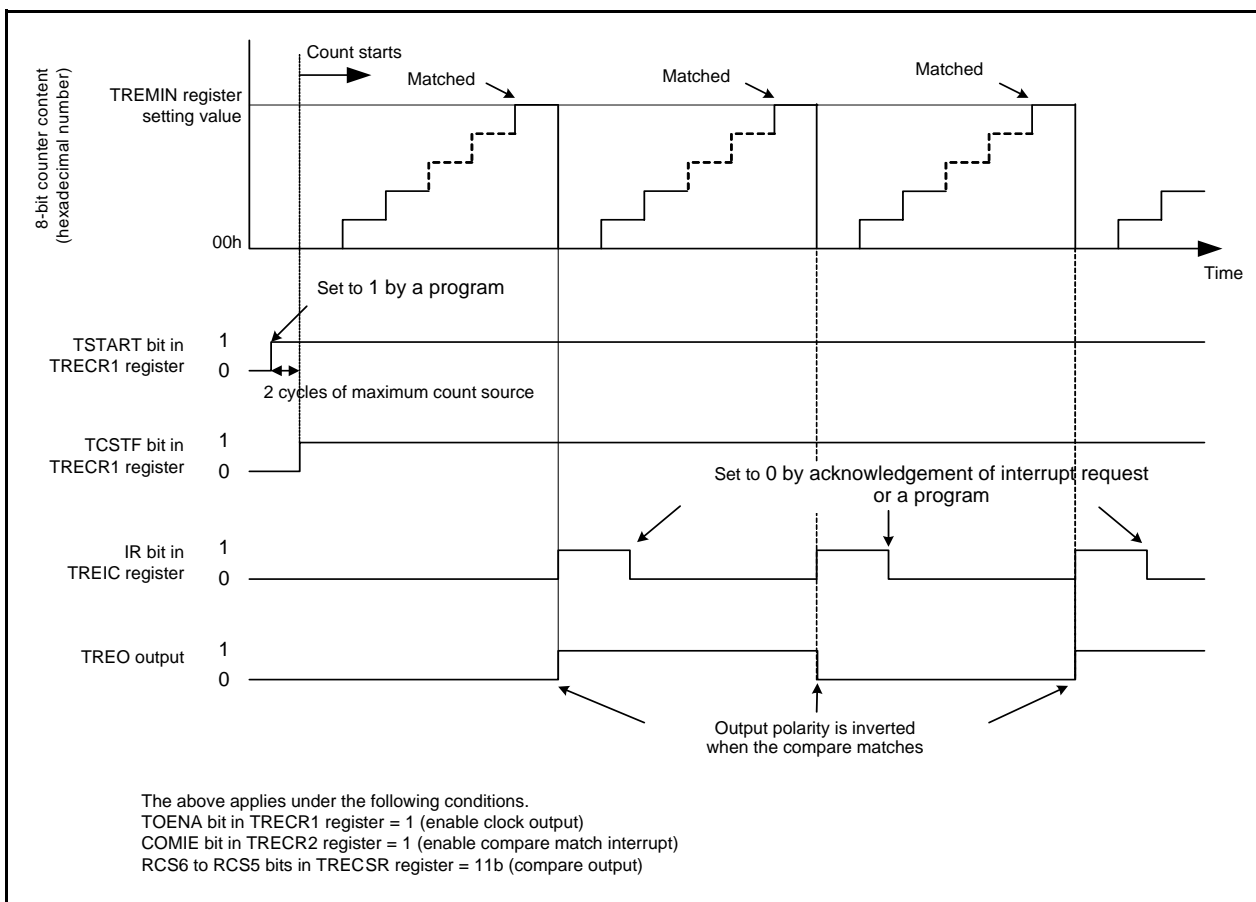 8-bit counter content
(hexadecimal number)
Count starts
Matched
Matched
Matched
TREMIN register
setting value
00h
Time
Set to 1 by a program
TSTART bit in
TRECR1 register
1
0
2 cycles of maximum count source
TCSTF bit in
TRECR1 register
1
0
Set to 0 by acknowledgement of interrupt request
or a program
IR bit in
TREIC register
1
0
TREO output
1
0
Output polarity is inverted
when the compare matches
The above applies under the following conditions.
TOENA bit in TRECR1 register = 1 (enable clock output)
COMIE bit in TRECR2 register = 1 (enable compare match interrupt)
RCS6 to RCS5 bits in TRECSR register = 11b (compare output)